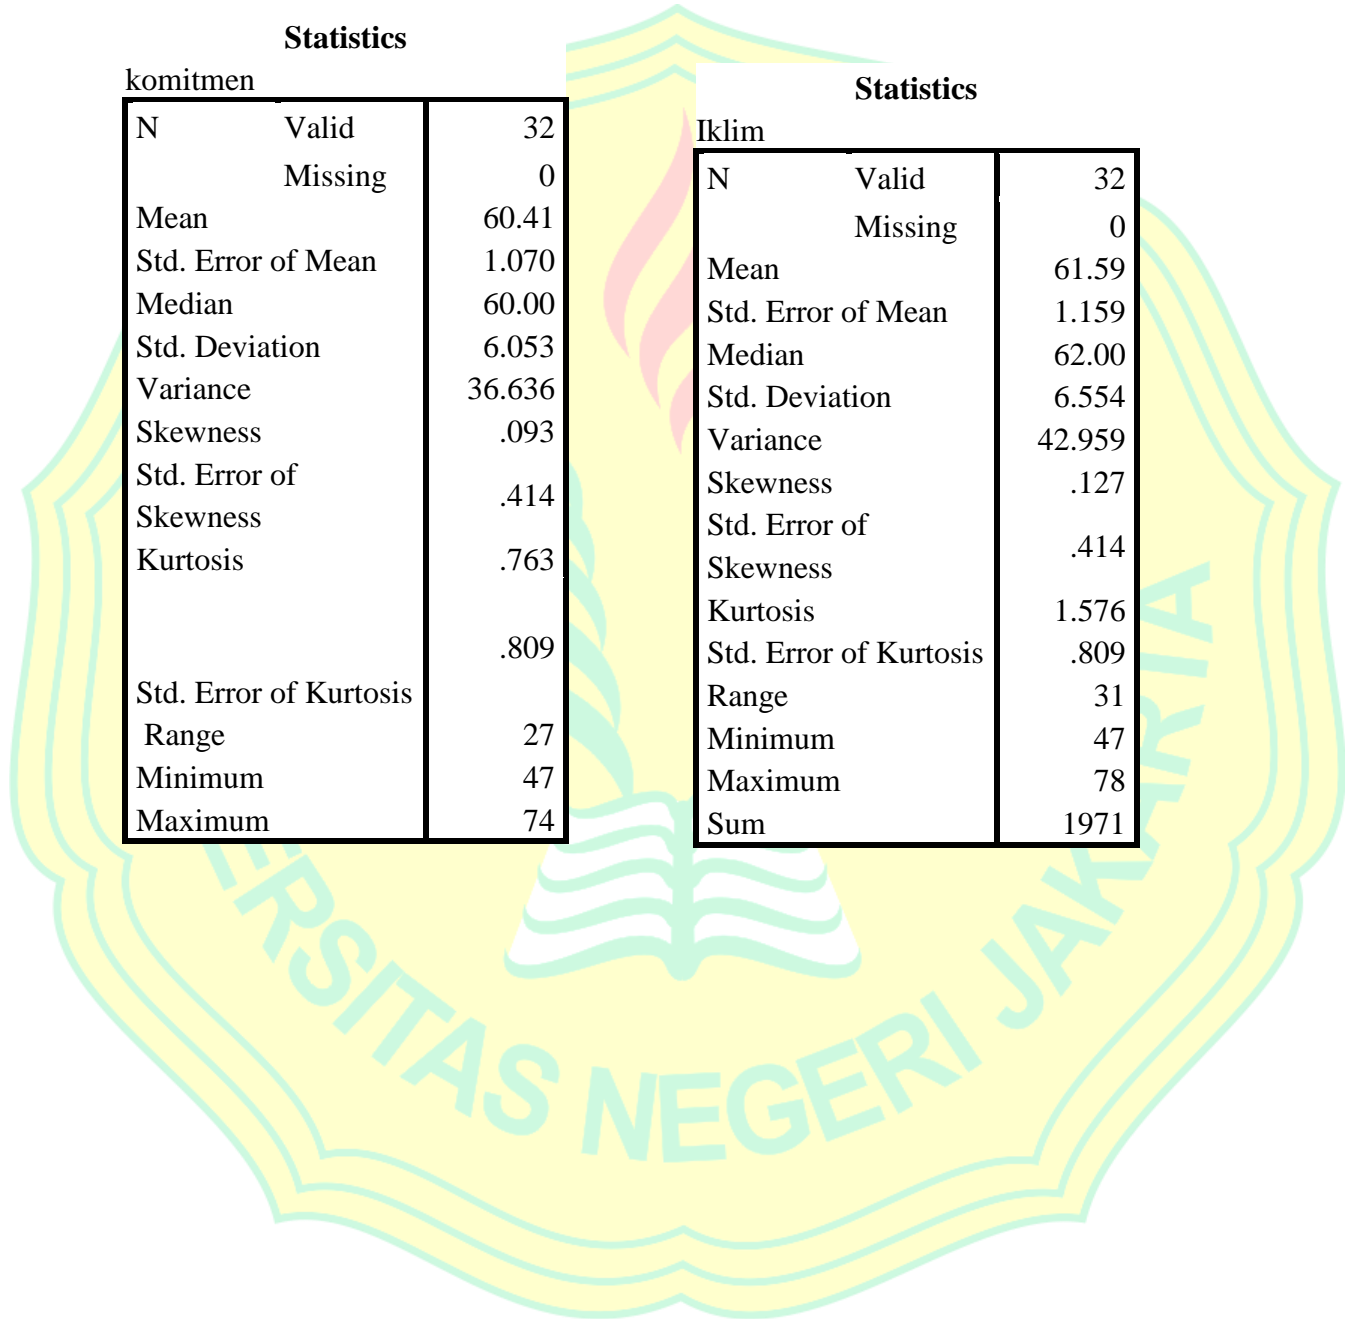 Statistics
komitmen
N Valid 32
Missing 0
Mean 60.41
Std. Error of Mean 1.070
Median 60.00
Std. Deviation 6.053
Variance 36.636
Skewness .093
Std. Error of
Skewness .414
Kurtosis .763
.809
Std. Error of Kurtosis
Range 27
Minimum 47
Maximum 74
Statistics
Iklim
N Valid 32
Missing 0
Mean 61.59
Std. Error of Mean 1.159
Median 62.00
Std. Deviation 6.554
Variance 42.959
Skewness .127
Std. Error of
Skewness .414
Kurtosis 1.576
Std. Error of Kurtosis .809
Range 31
Minimum 47
Maximum 78
Sum 1971
ERSITAS NEGERI JAKARTA